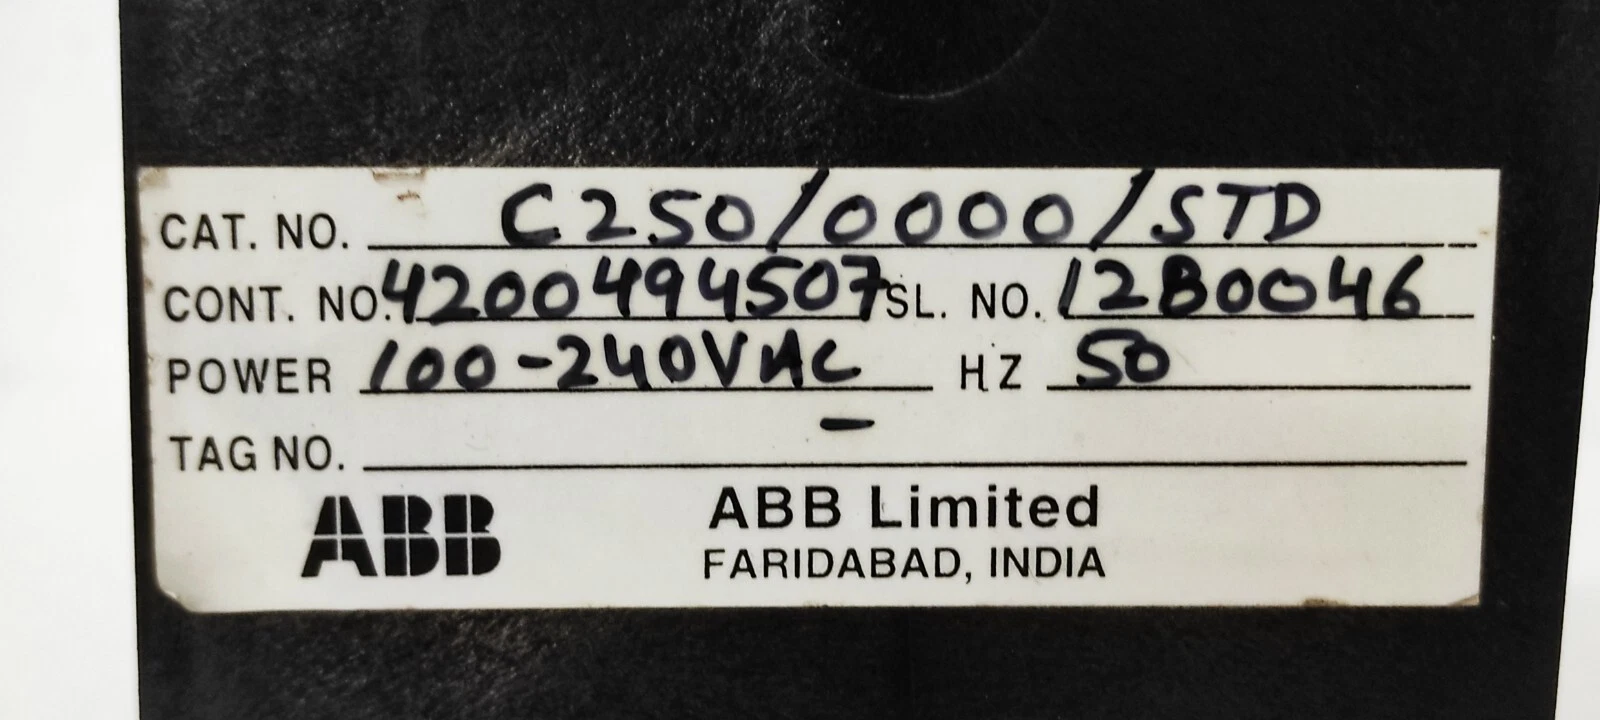 CAT. NO. C250/0000/STD
CONT. NO. 4200494507 SL. NO. 12B0046
POWER 100-240VAC HZ 50
TAG NO. -
ABB ABB Limited
FARIDABAD, INDIA